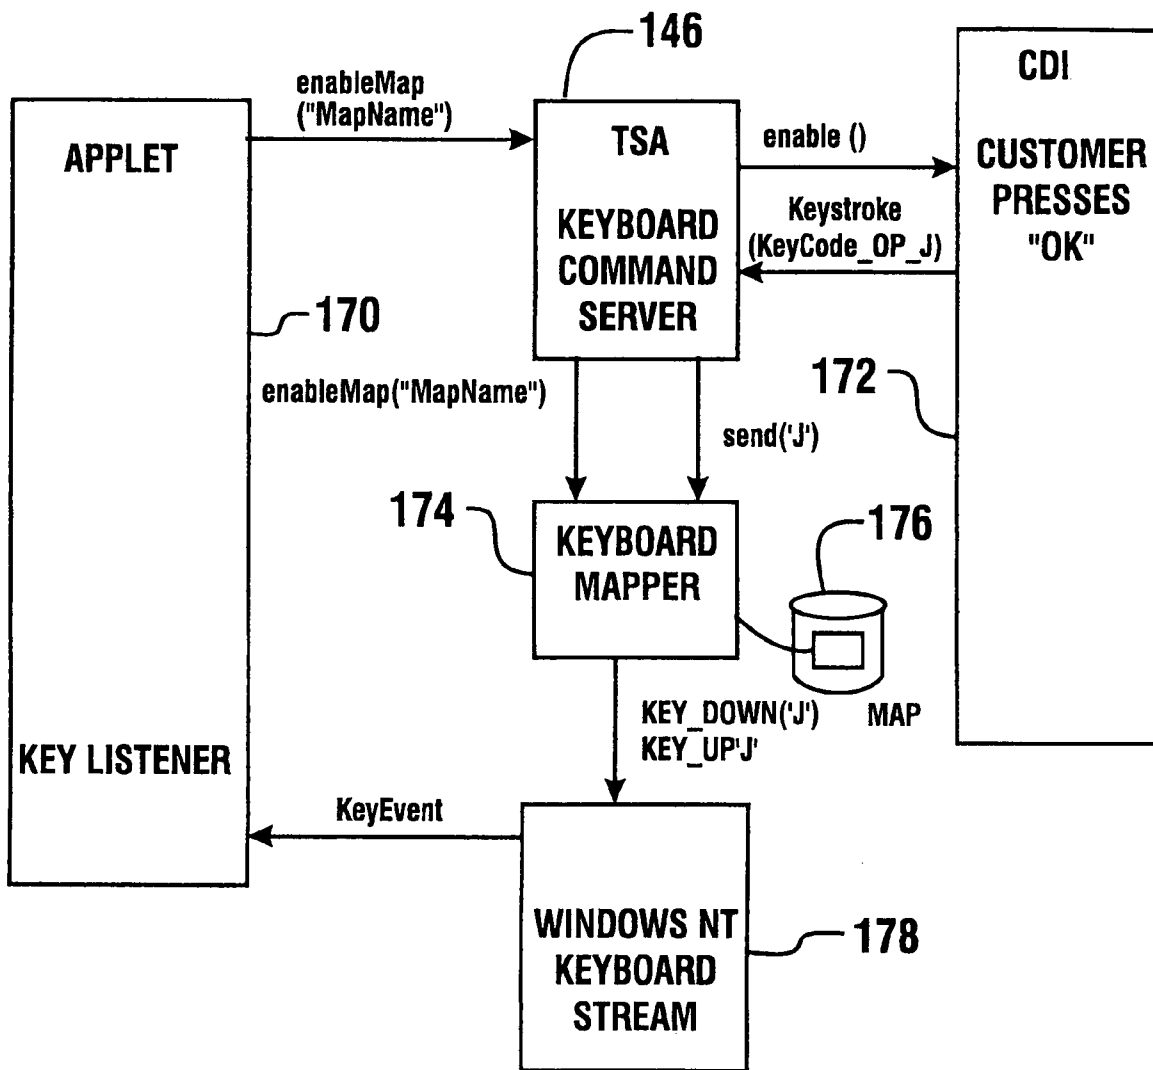 146
CDI
CUSTOMER
PRESSES
"OK"
enableMap
("MapName")
APPLET
TSA
KEYBOARD
COMMAND
SERVER
enable ()
Keystroke
(KeyCode_OP_J)
170
172
enableMap("MapName")
send('J')
174
KEYBOARD
MAPPER
176
MAP
KEY_DOWN('J')
KEY_UP'J'
KEY LISTENER
KeyEvent
WINDOWS NT
KEYBOARD
STREAM
178